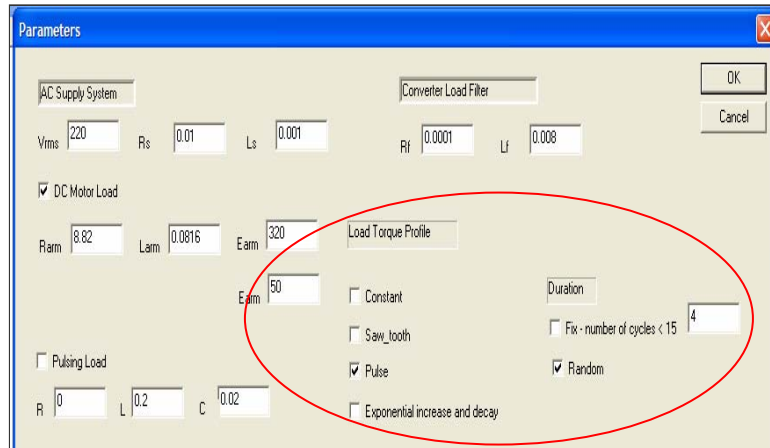 Parameters
OK
Cancel
AC Supply System
Converter Load Filter
Vrms 220 Rs 0.01 Ls 0.001 Rf 0.0001 Lf 0.008
DC Motor Load
Rarm 8.82 Larm 0.0816 Earm 320
Load Torque Profile
Earm 50
Constant
Duration
Saw_tooth
Fix - number of cycles < 15 4
Pulsing Load
Pulse
Random
R 0 L 0.2 C 0.02
Exponential increase and decay